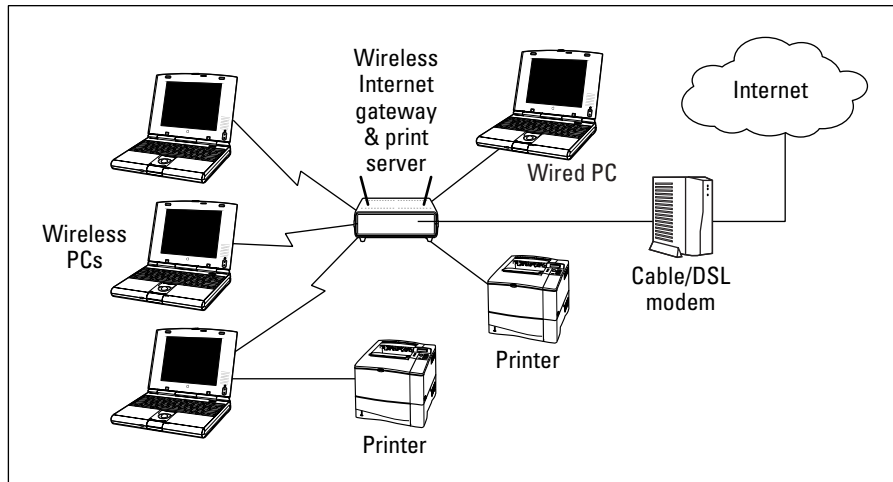 Wireless
Internet
gateway
& print
server
Internet
Wired PC
Wireless
PCs
Cable/DSL
modem
Printer
Printer